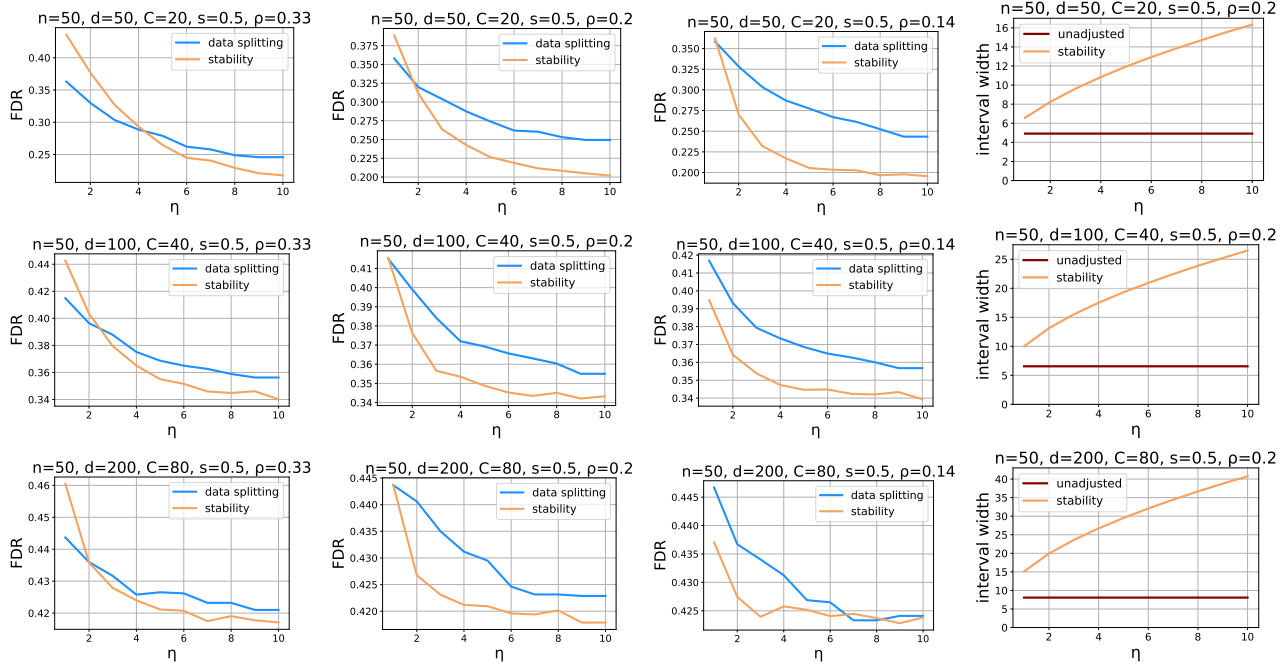 n=50, d=50, C=20, s=0.5, ρ=0.33
FDR
0.40
0.35
0.30
0.25
data splitting
stability
2
4
6
8
10
η
n=50, d=50, C=20, s=0.5, ρ=0.2
FDR
0.375
0.350
0.325
0.300
0.275
0.250
0.225
0.200
data splitting
stability
2
4
6
8
10
η
n=50, d=50, C=20, s=0.5, ρ=0.14
FDR
0.350
0.325
0.300
0.275
0.250
0.225
0.200
data splitting
stability
2
4
6
8
10
η
n=50, d=50, C=20, s=0.5, ρ=0.2
interval width
16
14
12
10
8
6
4
2
0
unadjusted
stability
2
4
6
8
10
η
n=50, d=100, C=40, s=0.5, ρ=0.33
FDR
0.44
0.42
0.40
0.38
0.36
0.34
data splitting
stability
2
4
6
8
10
η
n=50, d=100, C=40, s=0.5, ρ=0.2
FDR
0.41
0.40
0.39
0.38
0.37
0.36
0.35
0.34
data splitting
stability
2
4
6
8
10
η
n=50, d=100, C=40, s=0.5, ρ=0.14
FDR
0.42
0.41
0.40
0.39
0.38
0.37
0.36
0.35
0.34
data splitting
stability
2
4
6
8
10
η
n=50, d=100, C=40, s=0.5, ρ=0.2
interval width
25
20
15
10
5
0
unadjusted
stability
2
4
6
8
10
η
n=50, d=200, C=80, s=0.5, ρ=0.33
FDR
0.46
0.45
0.44
0.43
0.42
data splitting
stability
2
4
6
8
10
η
n=50, d=200, C=80, s=0.5, ρ=0.2
FDR
0.445
0.440
0.435
0.430
0.425
0.420
data splitting
stability
2
4
6
8
10
η
n=50, d=200, C=80, s=0.5, ρ=0.14
FDR
0.445
0.440
0.435
0.430
0.425
data splitting
stability
2
4
6
8
10
η
n=50, d=200, C=80, s=0.5, ρ=0.2
interval width
40
35
30
25
20
15
10
5
0
unadjusted
stability
2
4
6
8
10
η